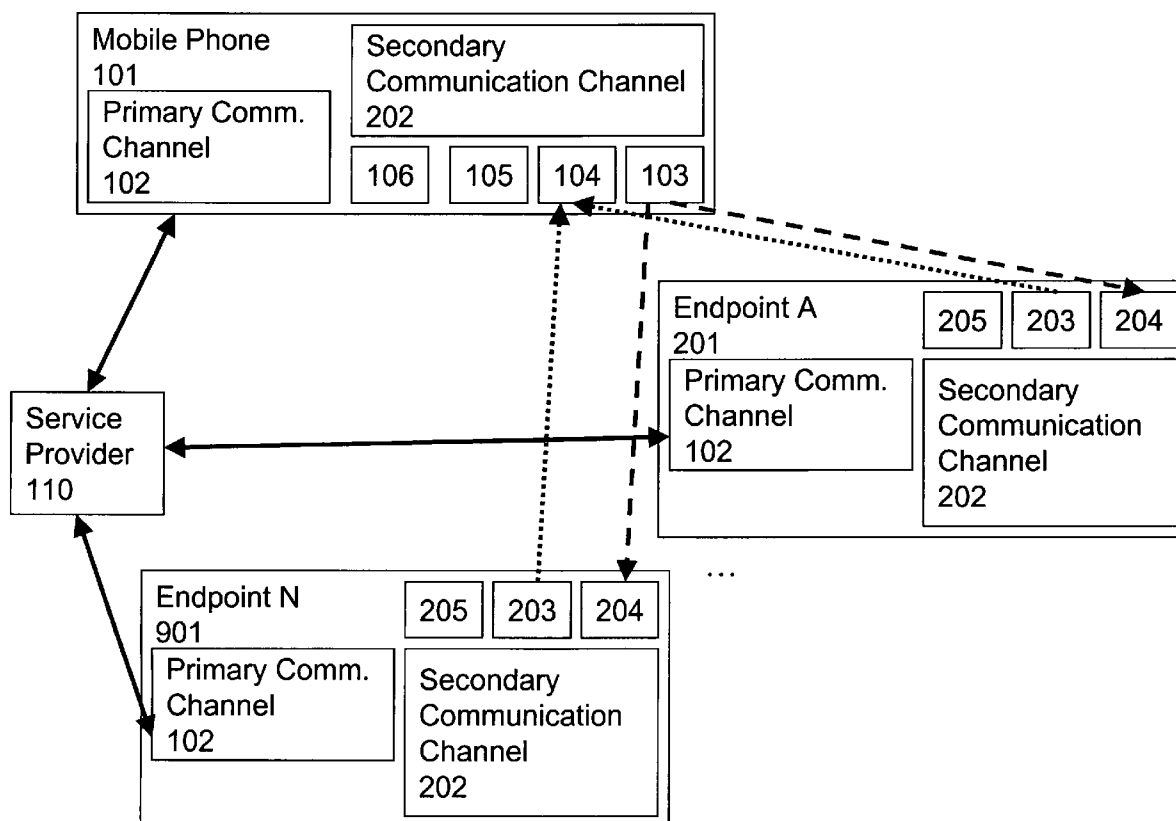 Mobile Phone
101
Primary Comm.
Channel
102
Secondary
Communication Channel
202
106
105
104
103
Endpoint A
201
205
203
204
Primary Comm.
Channel
102
Secondary
Communication
Channel
202
Service
Provider
110
...
Endpoint N
901
205
203
204
Primary Comm.
Channel
102
Secondary
Communication
Channel
202